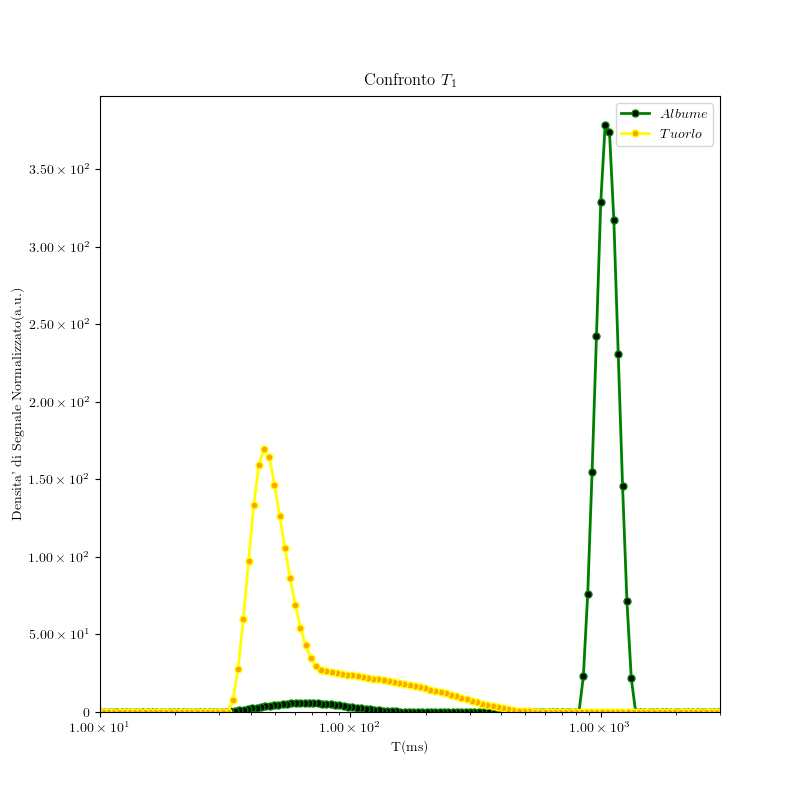 Confronto T₁
Albume
Tuorlo
3.50 × 10²
3.00 × 10²
2.50 × 10²
2.00 × 10²
1.50 × 10²
1.00 × 10²
5.00 × 10¹
0
Densita' di Segnale Normalizzato(a.u.)
1.00 × 10¹
1.00 × 10²
1.00 × 10³
T(ms)